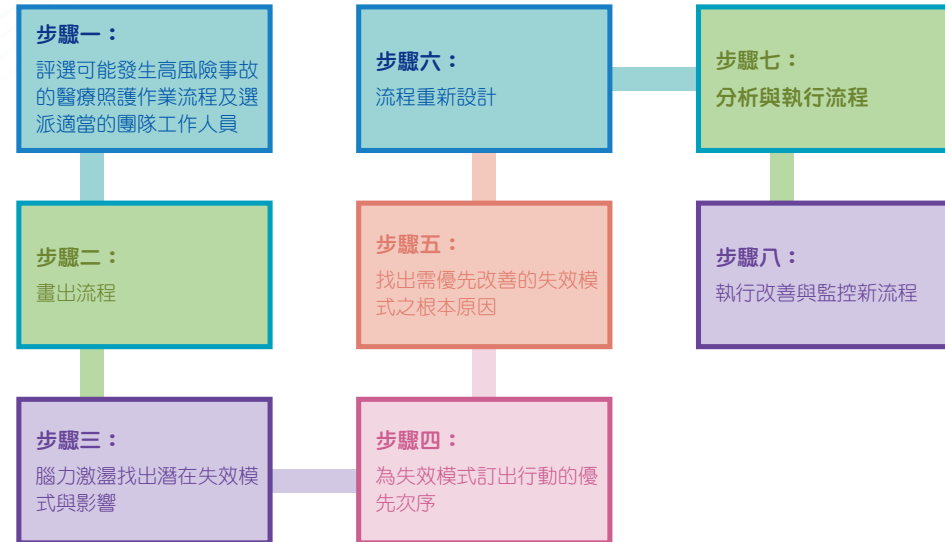 步驟一：
評選可能發生高風險事故
的醫療照護作業流程及選
派適當的團隊工作人員
步驟二：
畫出流程
步驟三：
腦力激盪找出潛在失效模
式與影響
步驟四：
為失效模式訂出行動的優
先次序
步驟五：
找出需優先改善的失效模
式之根本原因
步驟六：
流程重新設計
步驟七：
分析與執行流程
步驟八：
執行改善與監控新流程